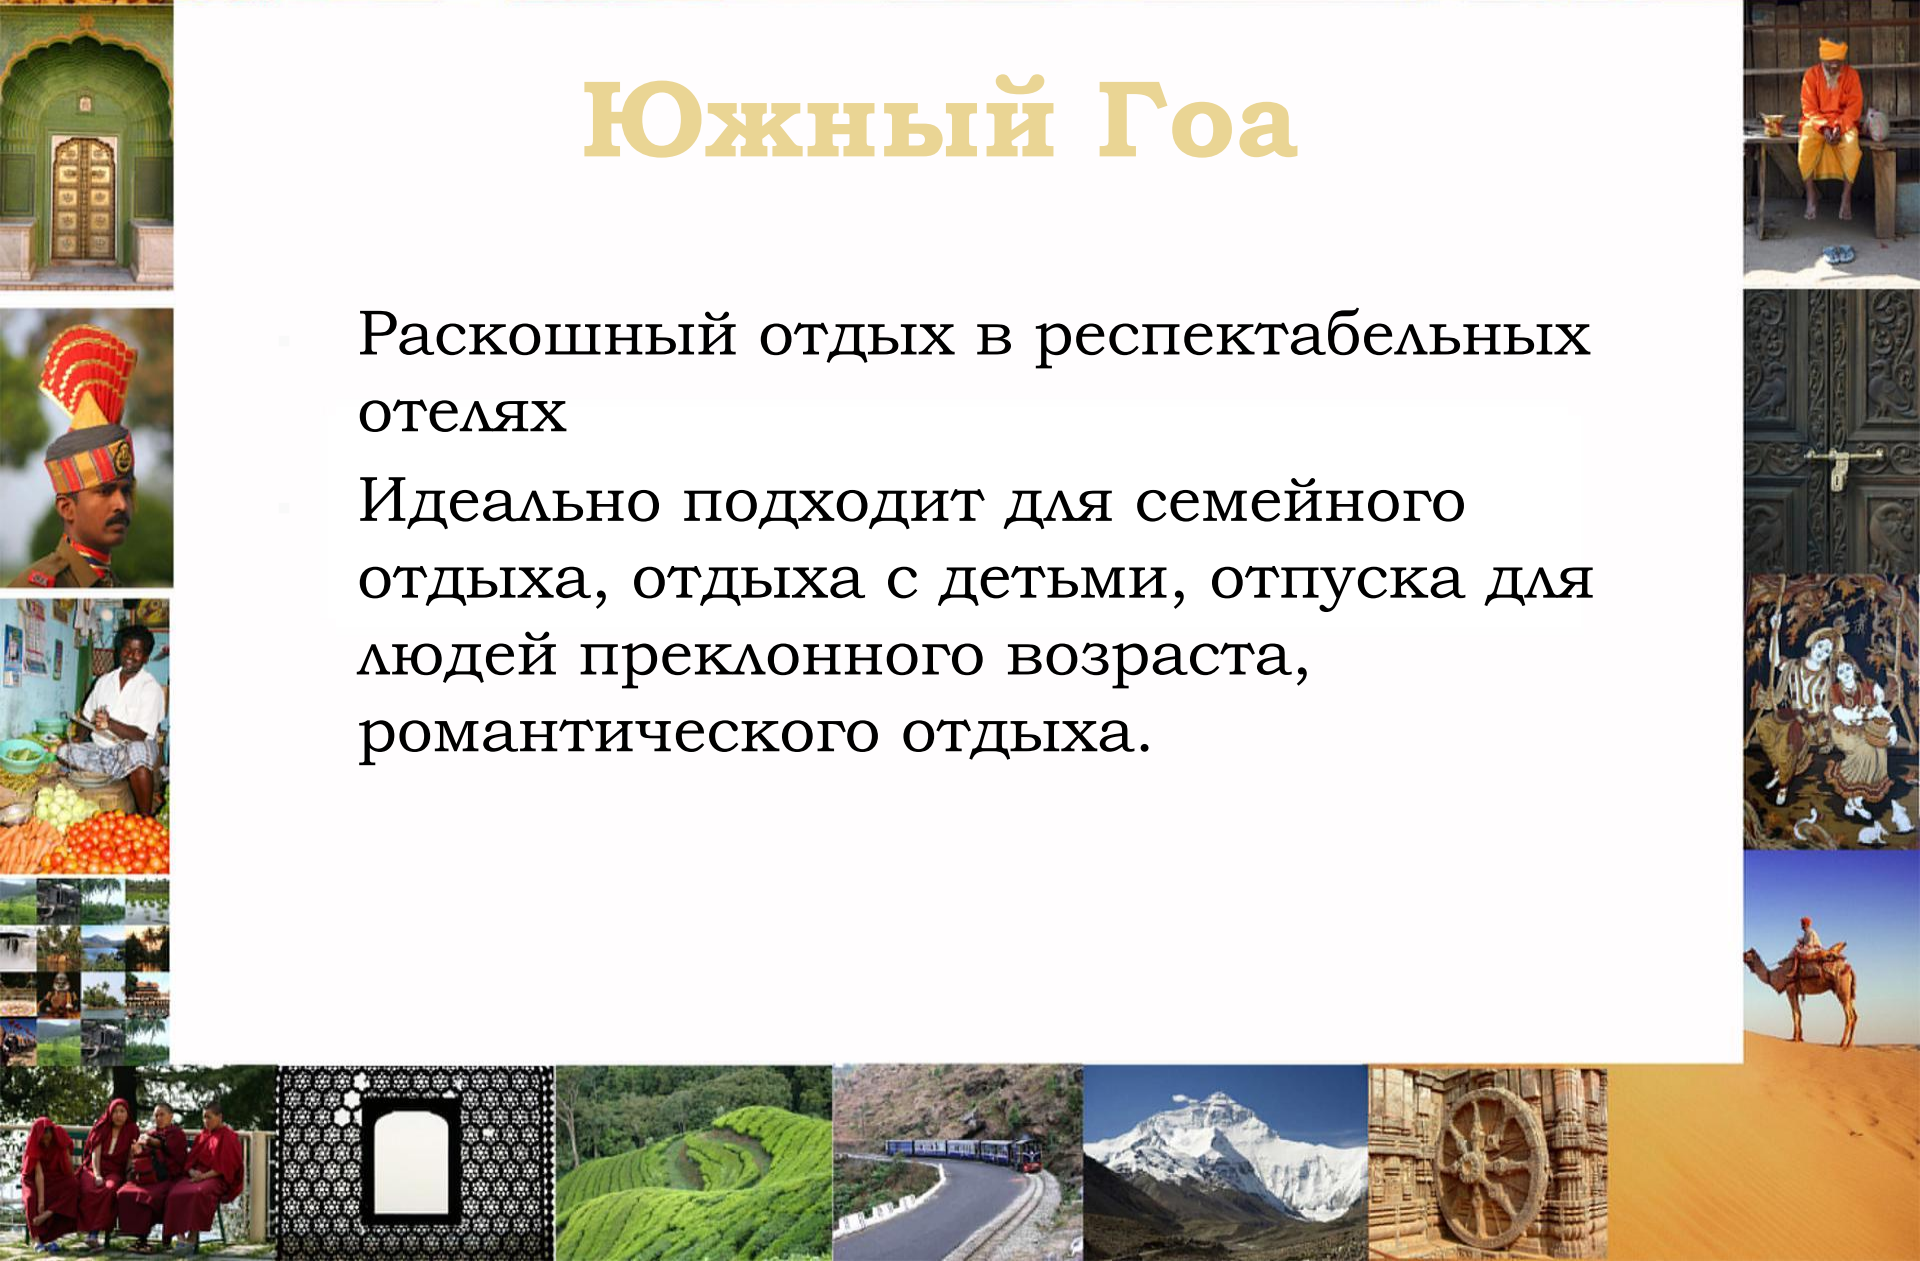 Южный Гоа
Раскошный отдых в респектабельных
отелях
Идеально подходит для семейного
отдыха, отдыха с детьми, отпуска для
людей преклонного возраста,
романтического отдыха.